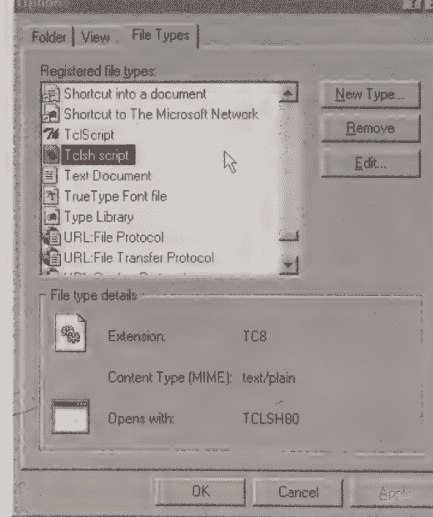 Options
Folder View File Types
Registered file types:
Shortcut into a document
Shortcut to The Microsoft Network
TclScript
Tclsh script
Text Document
TrueType Font file
Type Library
URL:File Protocol
URL:File Transfer Protocol
New Type...
Remove
Edit...
File type details
Extension: TC8
Content Type (MIME): text/plain
Opens with: TCLSH80
OK Cancel Apply